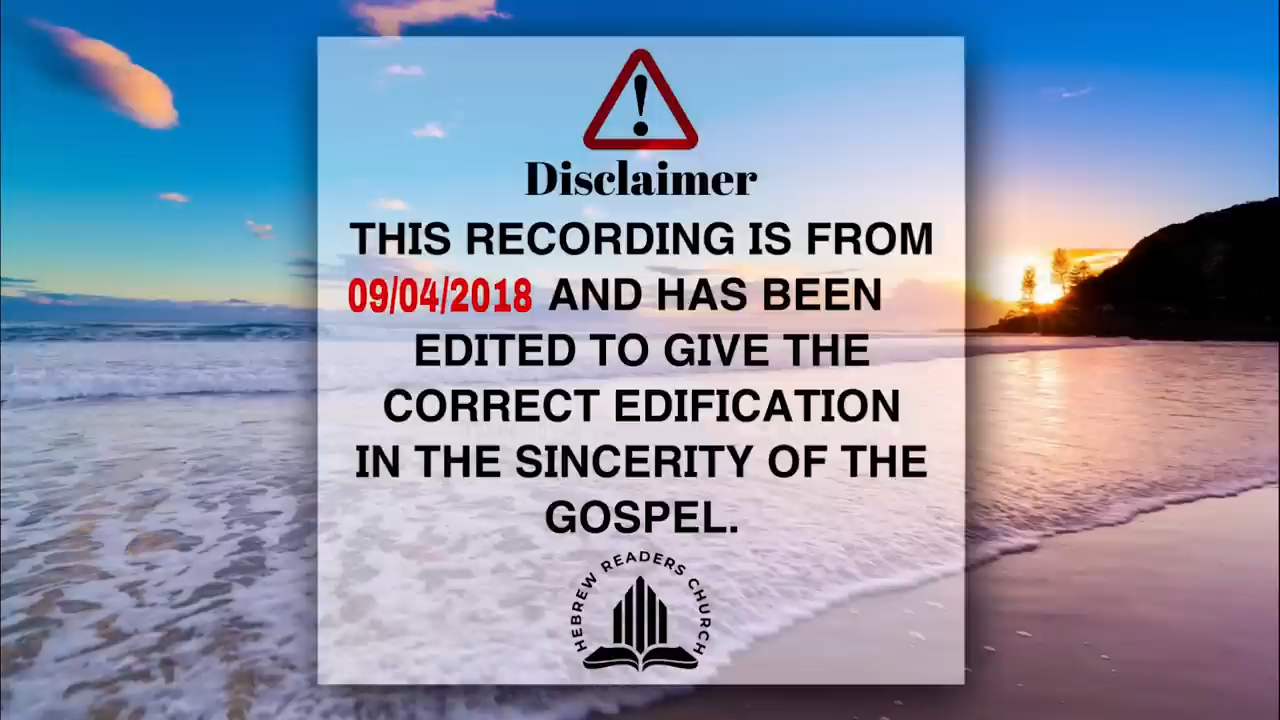 Disclaimer
THIS RECORDING IS FROM
09/04/2018 AND HAS BEEN
EDITED TO GIVE THE
CORRECT EDIFICATION
IN THE SINCERITY OF THE
GOSPEL.
HEBREW READERS CHURCH